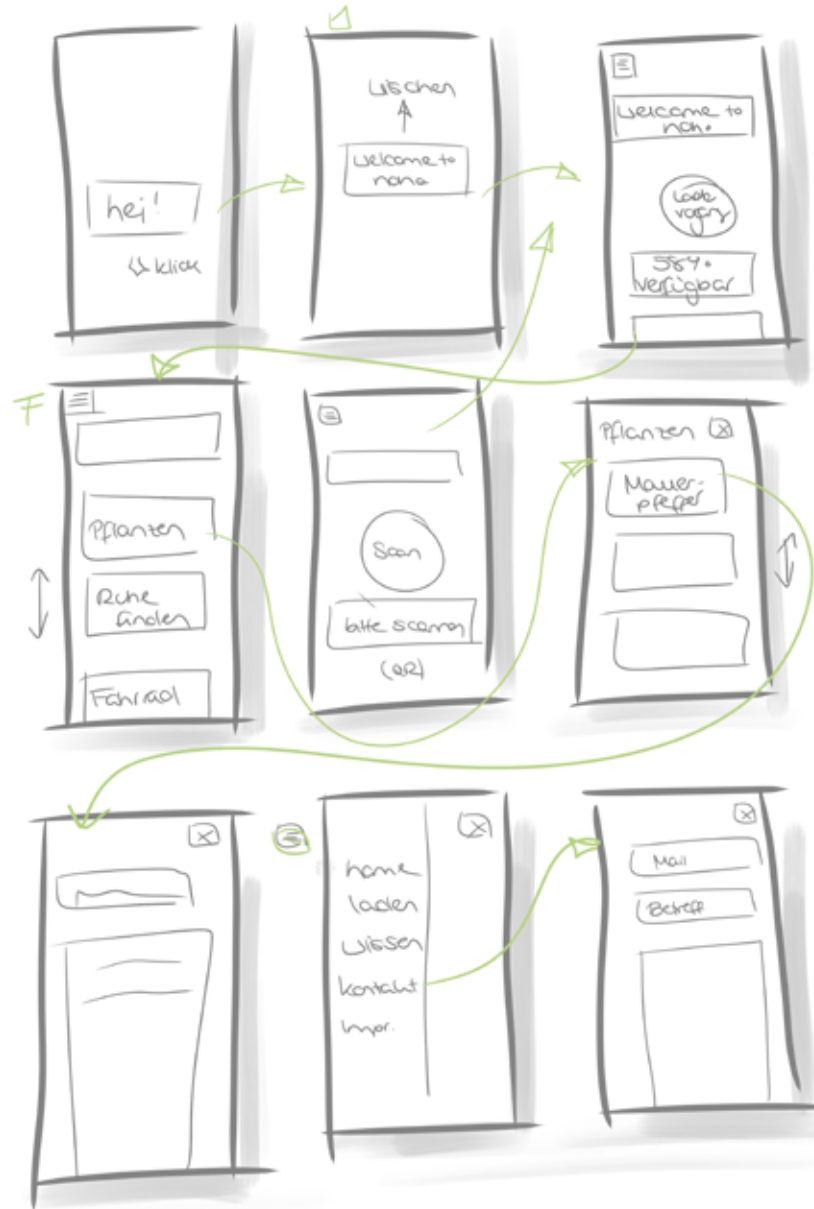 hej!
klick
wischen
welcome to
nona
welcome to
nona
Lade
vorgang
58%
verfügbar
F
Pflanzen
Ruhe
finden
Fahrrad
Scan
bitte scannen
(QR)
Pflanzen
Mauer-
pfeffer
home
laden
wissen
kontakt
Impr.
Mail
Betreff